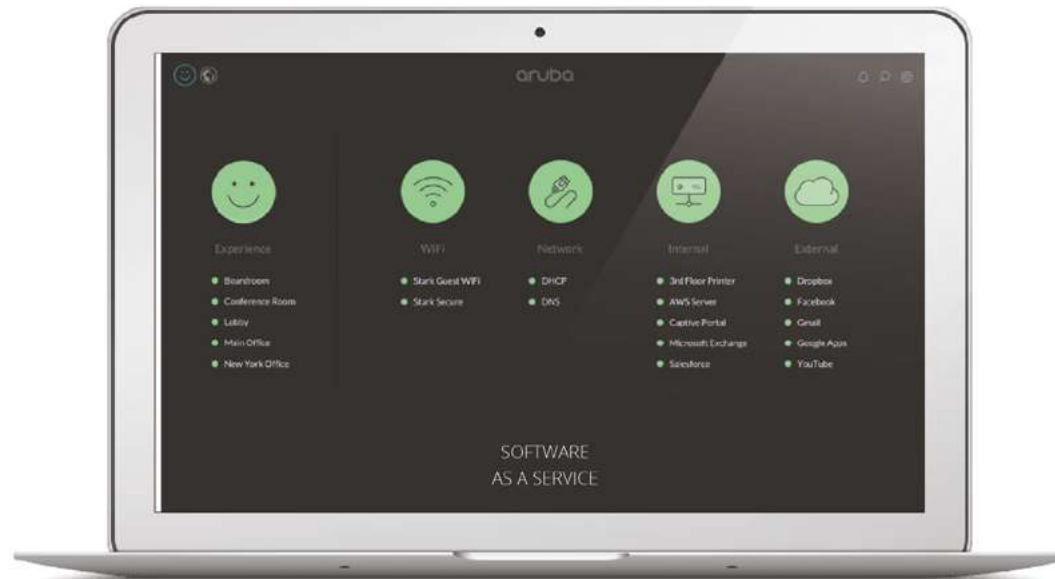 aruba
Experience
Boardroom
Conference Room
Lobby
Main Office
New York Office
WiFi
Stark Guest WiFi
Stark Secure
Network
DHCP
DNS
Internal
3rd Floor Printer
AWS Server
Captive Portal
Microsoft Exchange
Salesforce
External
Dropbox
Facebook
Gmail
Google Apps
YouTube
SOFTWARE
AS A SERVICE